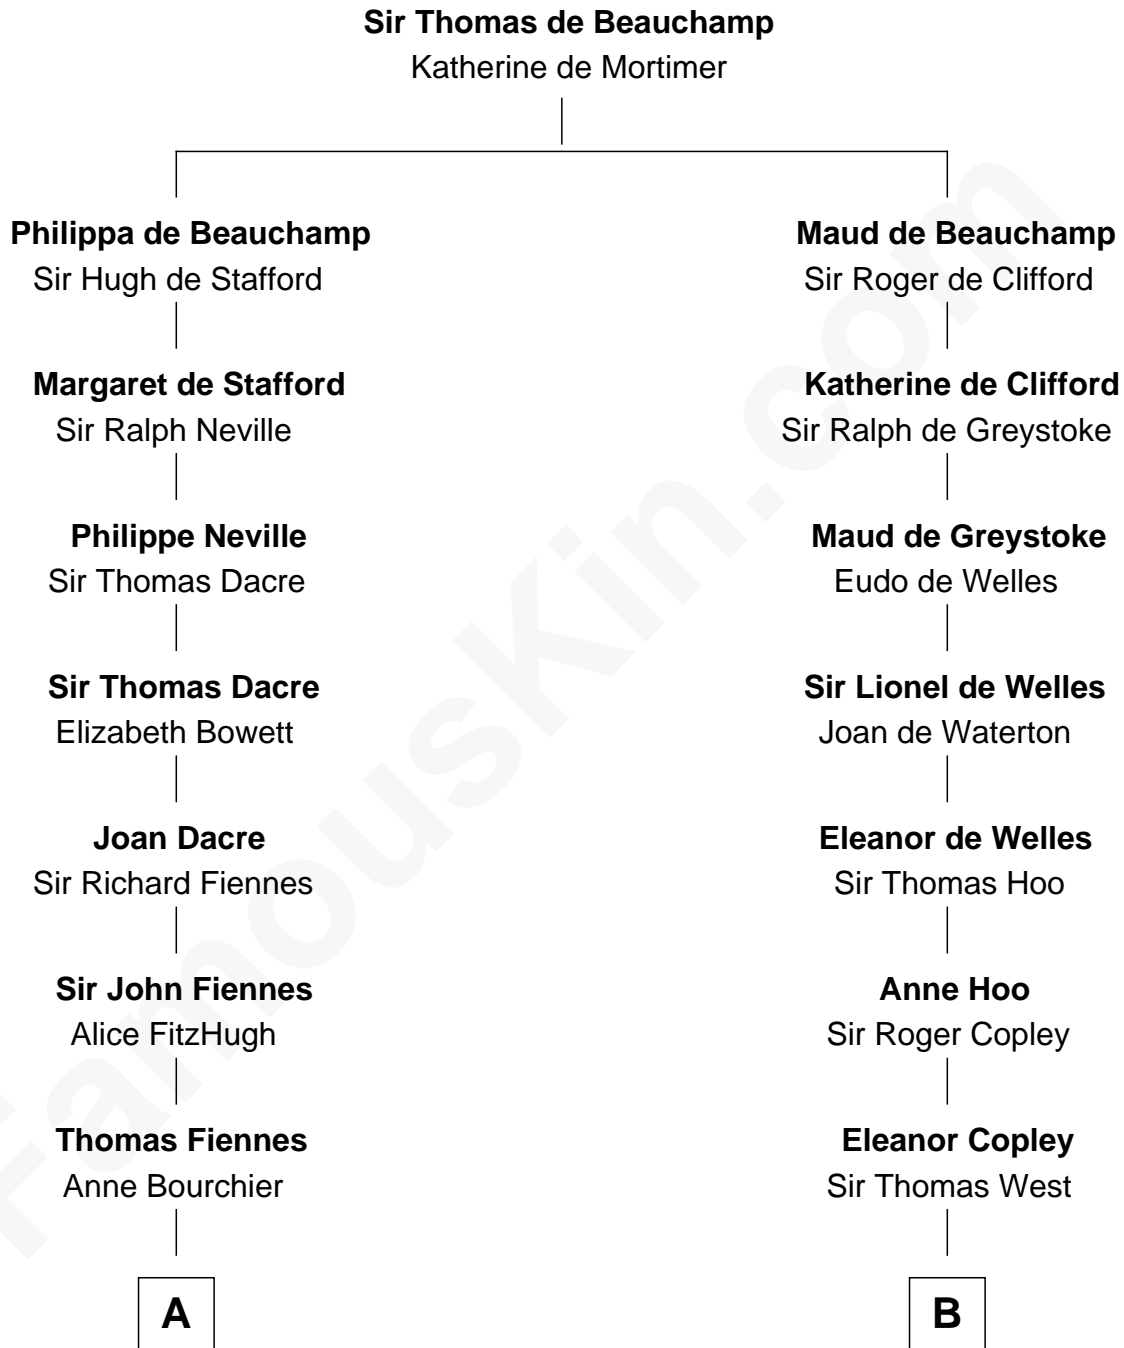 Sir Thomas de Beauchamp
Katherine de Mortimer
Philippa de Beauchamp
Sir Hugh de Stafford
Maud de Beauchamp
Sir Roger de Clifford
Margaret de Stafford
Sir Ralph Neville
Katherine de Clifford
Sir Ralph de Greystoke
Philippe Neville
Sir Thomas Dacre
Maud de Greystoke
Eudo de Welles
Sir Thomas Dacre
Elizabeth Bowett
Sir Lionel de Welles
Joan de Waterton
Joan Dacre
Sir Richard Fiennes
Eleanor de Welles
Sir Thomas Hoo
Sir John Fiennes
Alice FitzHugh
Anne Hoo
Sir Roger Copley
Thomas Fiennes
Anne Bourchier
Eleanor Copley
Sir Thomas West
A
B
FamousKin.com